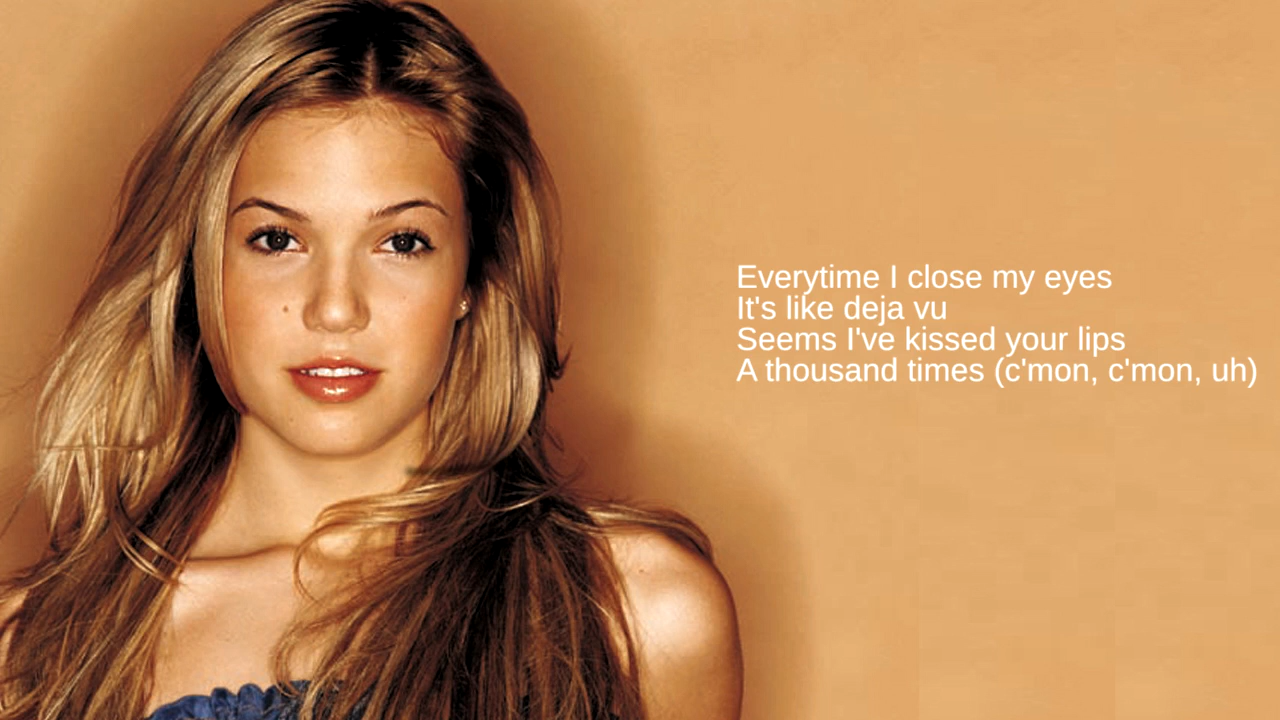 Everytime I close my eyes
It's like deja vu
Seems I've kissed your lips
A thousand times (c'mon, c'mon, uh)